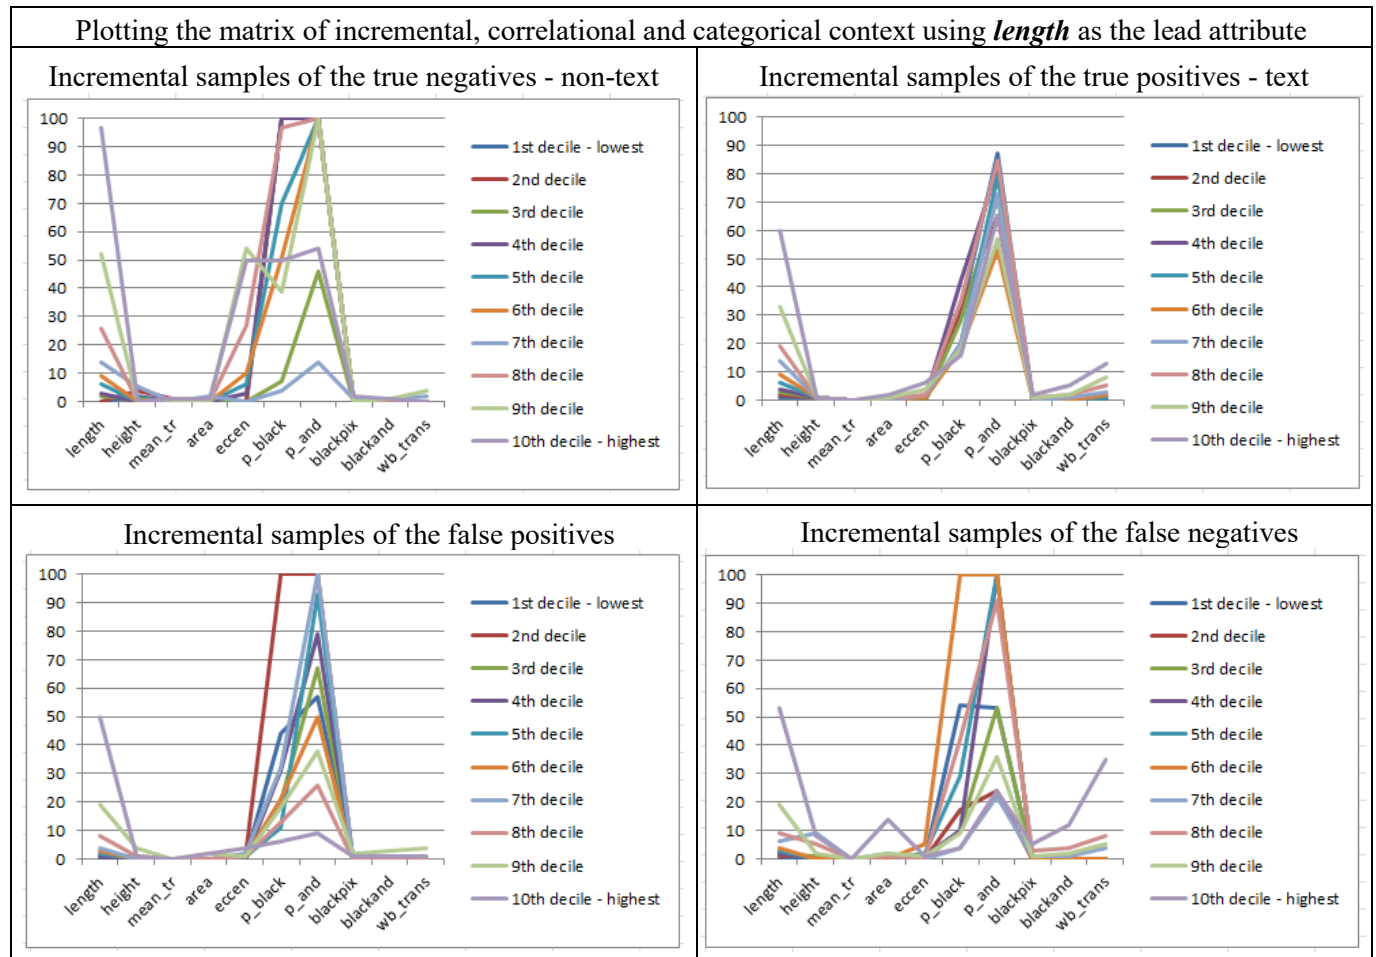 Plotting the matrix of incremental, correlational and categorical context using length as the lead attribute
Incremental samples of the true negatives - non-text
100
90
80
70
60
50
40
30
20
10
0
length
height
mean_tr
area
eccen
p_black
p_and
blackpix
blackand
wb_trans
1st decile - lowest
2nd decile
3rd decile
4th decile
5th decile
6th decile
7th decile
8th decile
9th decile
10th decile - highest
Incremental samples of the true positives - text
100
90
80
70
60
50
40
30
20
10
0
length
height
mean_tr
area
eccen
p_black
p_and
blackpix
blackand
wb_trans
1st decile - lowest
2nd decile
3rd decile
4th decile
5th decile
6th decile
7th decile
8th decile
9th decile
10th decile - highest
Incremental samples of the false positives
100
90
80
70
60
50
40
30
20
10
0
length
height
mean_tr
area
eccen
p_black
p_and
blackpix
blackand
wb_trans
1st decile - lowest
2nd decile
3rd decile
4th decile
5th decile
6th decile
7th decile
8th decile
9th decile
10th decile - highest
Incremental samples of the false negatives
100
90
80
70
60
50
40
30
20
10
0
length
height
mean_tr
area
eccen
p_black
p_and
blackpix
blackand
wb_trans
1st decile - lowest
2nd decile
3rd decile
4th decile
5th decile
6th decile
7th decile
8th decile
9th decile
10th decile - highest